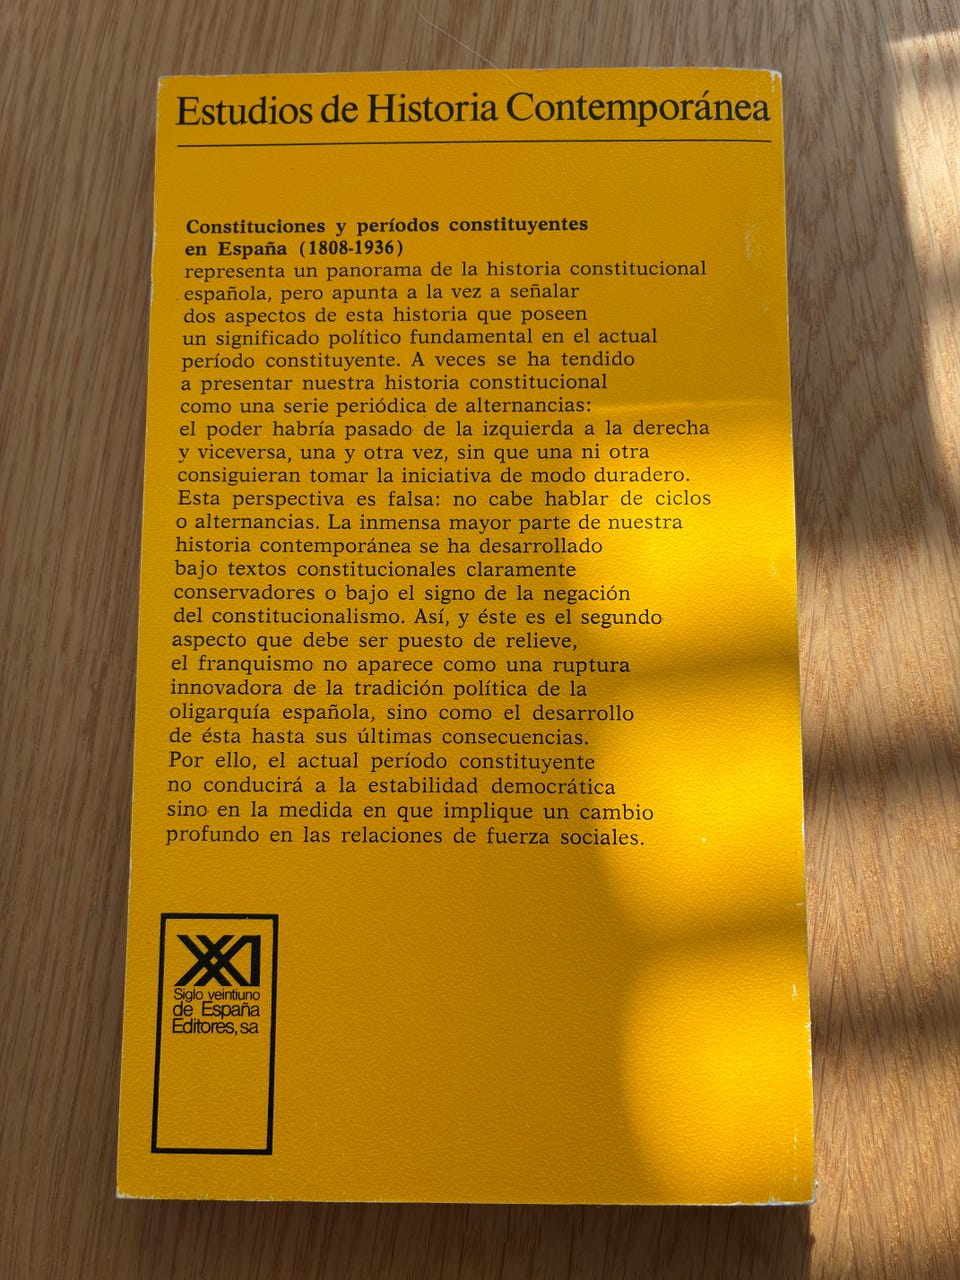 Estudios de Historia Contemporánea
Constituciones y períodos constituyentes
en España (1808-1936)
representa un panorama de la historia constitucional
española, pero apunta a la vez a señalar
dos aspectos de esta historia que poseen
un significado político fundamental en el actual
período constituyente. A veces se ha tendido
a presentar nuestra historia constitucional
como una serie periódica de alternancias:
el poder habría pasado de la izquierda a la derecha
y viceversa, una y otra vez, sin que una ni otra
consiguieran tomar la iniciativa de modo duradero.
Esta perspectiva es falsa: no cabe hablar de ciclos
o alternancias. La inmensa mayor parte de nuestra
historia contemporánea se ha desarrollado
bajo textos constitucionales claramente
conservadores o bajo el signo de la negación
del constitucionalismo. Así, y éste es el segundo
aspecto que debe ser puesto de relieve,
el franquismo no aparece como una ruptura
innovadora de la tradición política de la
oligarquía española, sino como el desarrollo
de ésta hasta sus últimas consecuencias.
Por ello, el actual período constituyente
no conducirá a la estabilidad democrática
sino en la medida en que implique un cambio
profundo en las relaciones de fuerza sociales.
XXI
Siglo veintiuno
de España
Editores, sa